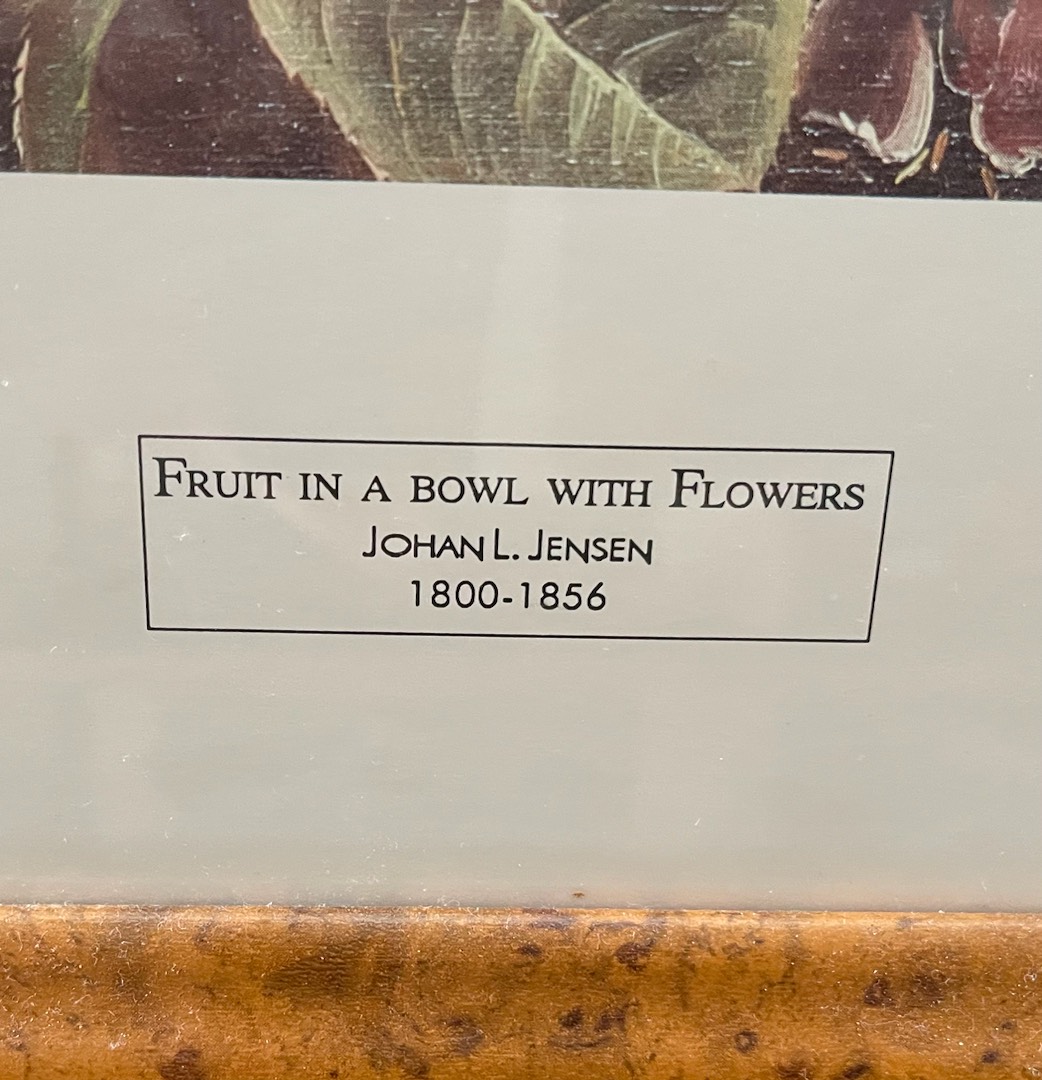 FRUIT IN A BOWL WITH FLOWERS
JOHAN L. JENSEN
1800-1856